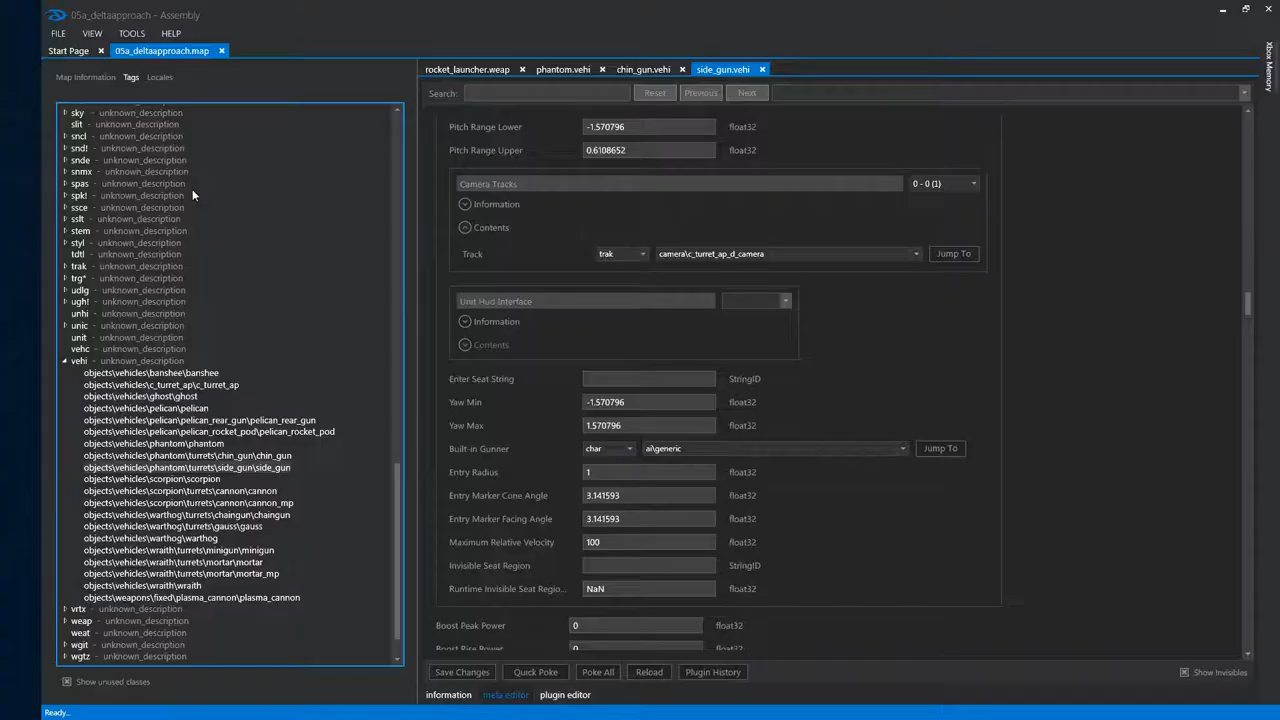 05a_deltaapproach - Assembly
FILE VIEW TOOLS HELP
Start Page 05a_deltaapproach.map
Map Information Tags Locales
sky - unknown_description
slit - unknown_description
sncl - unknown_description
snd! - unknown_description
snde - unknown_description
snmx - unknown_description
spas - unknown_description
spk! - unknown_description
ssce - unknown_description
sslt - unknown_description
stem - unknown_description
styl - unknown_description
tdtl - unknown_description
trak - unknown_description
trg* - unknown_description
udlg - unknown_description
ugh! - unknown_description
unhi - unknown_description
unic - unknown_description
unit - unknown_description
vehc - unknown_description
vehi - unknown_description
objects\vehicles\banshee\banshee
objects\vehicles\c_turret_ap\c_turret_ap
objects\vehicles\ghost\ghost
objects\vehicles\pelican\pelican
objects\vehicles\pelican\pelican_rear_gun\pelican_rear_gun
objects\vehicles\pelican\pelican_rocket_pod\pelican_rocket_pod
objects\vehicles\phantom\phantom
objects\vehicles\phantom\turrets\chin_gun\chin_gun
objects\vehicles\phantom\turrets\side_gun\side_gun
objects\vehicles\scorpion\scorpion
objects\vehicles\scorpion\turrets\cannon\cannon
objects\vehicles\scorpion\turrets\cannon\cannon_mp
objects\vehicles\warthog\turrets\chaingun\chaingun
objects\vehicles\warthog\turrets\gauss\gauss
objects\vehicles\warthog\warthog
objects\vehicles\wraith\turrets\minigun\minigun
objects\vehicles\wraith\turrets\mortar\mortar
objects\vehicles\wraith\turrets\mortar\mortar_mp
objects\vehicles\wraith\wraith
objects\weapons\fixed\plasma_cannon\plasma_cannon
vrtx - unknown_description
weap - unknown_description
weat - unknown_description
wgit - unknown_description
wgtz - unknown_description
Show unused classes
rocket_launcher.weap phantom.vehi chin_gun.vehi side_gun.vehi
Search: Reset Previous Next
Pitch Range Lower -1.570796 float32
Pitch Range Upper 0.6108652 float32
Camera Tracks 0 - 0 (1)
Information
Contents
Track trak camera\c_turret_ap_d_camera Jump To
Unit Hud Interface
Information
Contents
Enter Seat String StringID
Yaw Min -1.570796 float32
Yaw Max 1.570796 float32
Built-in Gunner char ai\generic Jump To
Entry Radius 1 float32
Entry Marker Cone Angle 3.141593 float32
Entry Marker Facing Angle 3.141593 float32
Maximum Relative Velocity 100 float32
Invisible Seat Region StringID
Runtime Invisible Seat Regio... NaN float32
Boost Peak Power 0 float32
Boost Rise Power 0 float32
Save Changes Quick Poke Poke All Reload Plugin History Show Invisibles
information meta editor plugin editor
Xbox Memory
Ready...